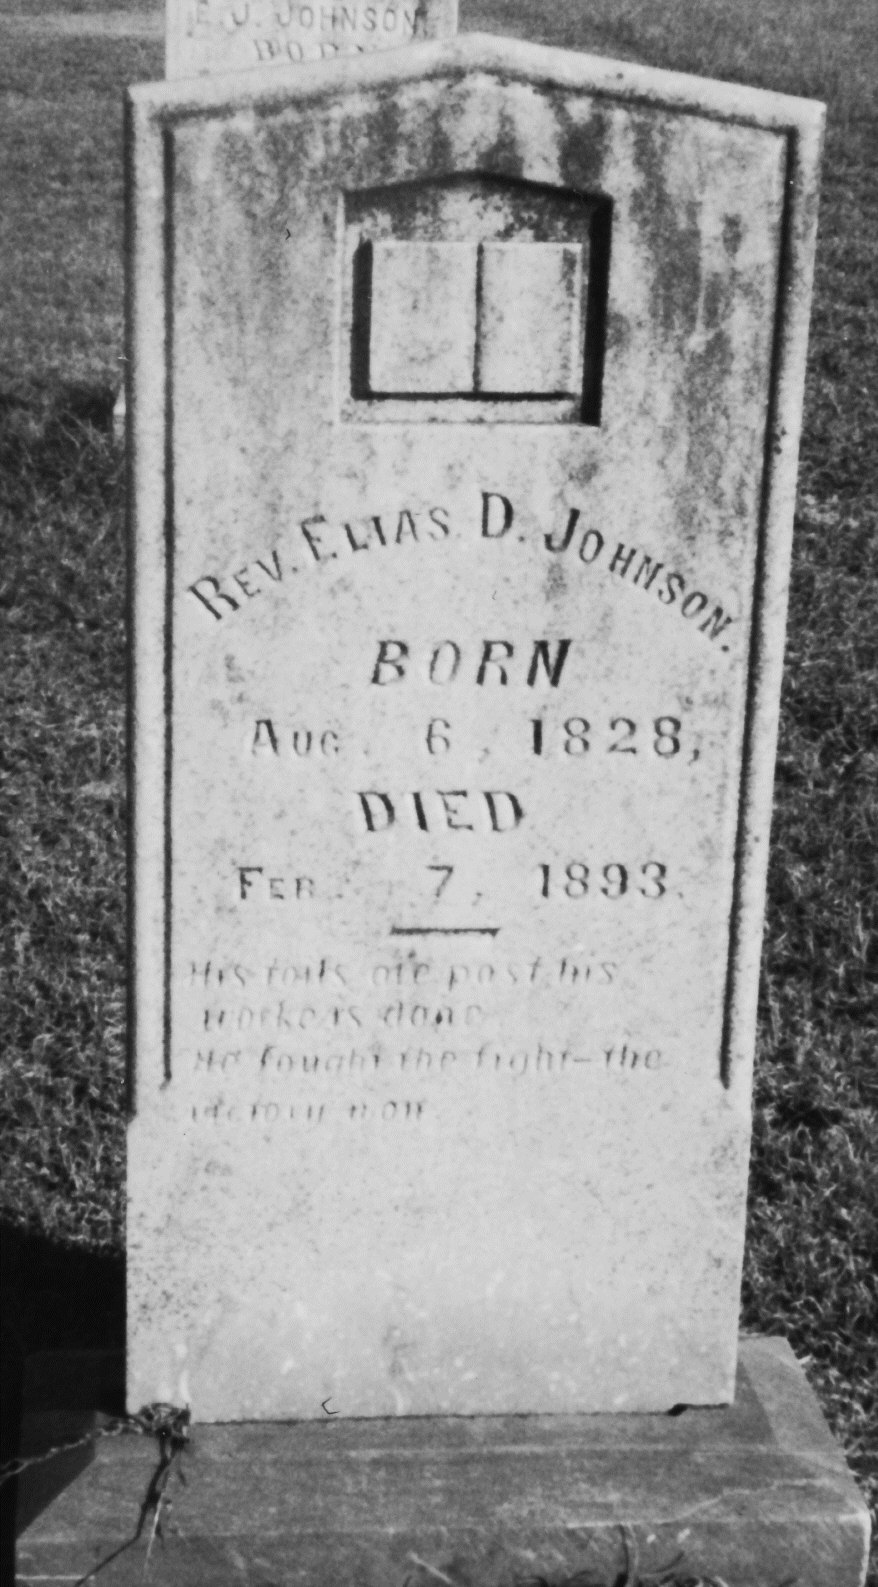 E. J. JOHNSON
BORN
REV. ELIAS D. JOHNSON.
BORN
AUG. 6, 1828,
DIED
FEB. 7, 1893.
His toils are past his
work is done
He fought the fight—the
victory won